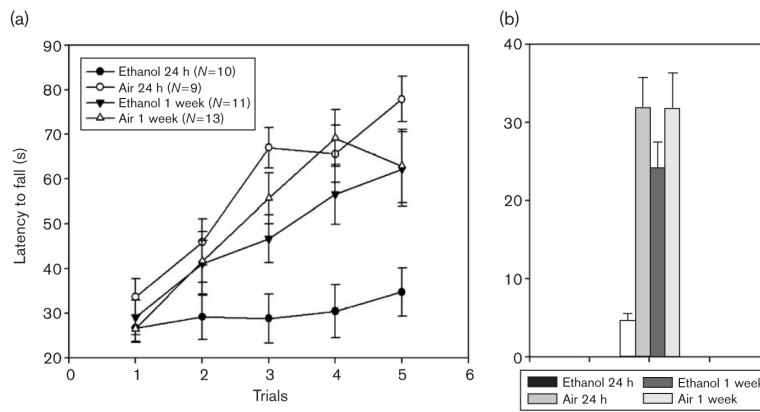 (a)
90
80
70
60
50
40
30
20
Latency to fall (s)
Ethanol 24 h (N=10)
Air 24 h (N=9)
Ethanol 1 week (N=11)
Air 1 week (N=13)
0 1 2 3 4 5 6
Trials
(b)
40
30
20
10
0
Ethanol 24 h Ethanol 1 week
Air 24 h Air 1 week